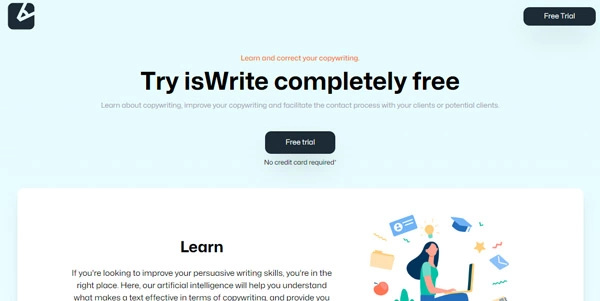 Free Trial
Learn and correct your copywriting.
Try isWrite completely free
Learn about copywriting, improve your copywriting and facilitate the contact process with your clients or potential clients.
Free trial
No credit card required*
Learn
If you're looking to improve your persuasive writing skills, you're in the
right place. Here, our artificial intelligence will help you understand
what makes a text effective in terms of copywriting, and provide you